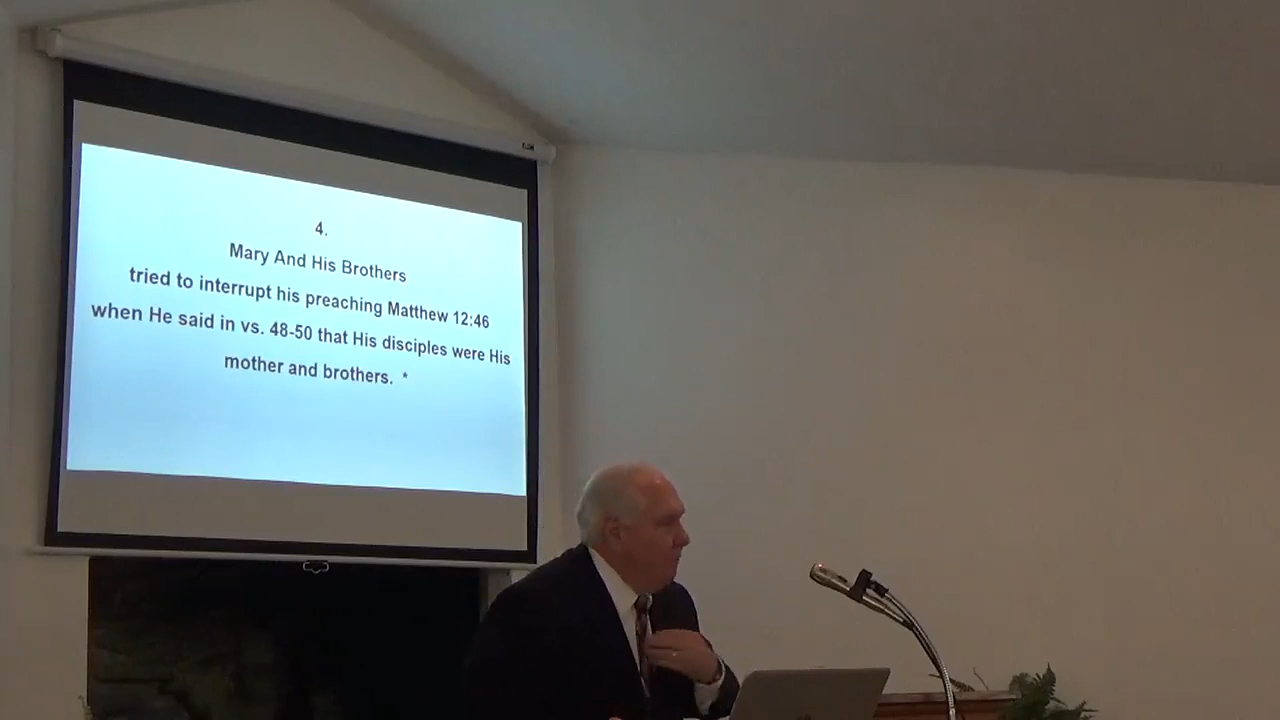 4.
Mary And His Brothers
tried to interrupt his preaching Matthew 12:46
when He said in vs. 48-50 that His disciples were His
mother and brothers. *